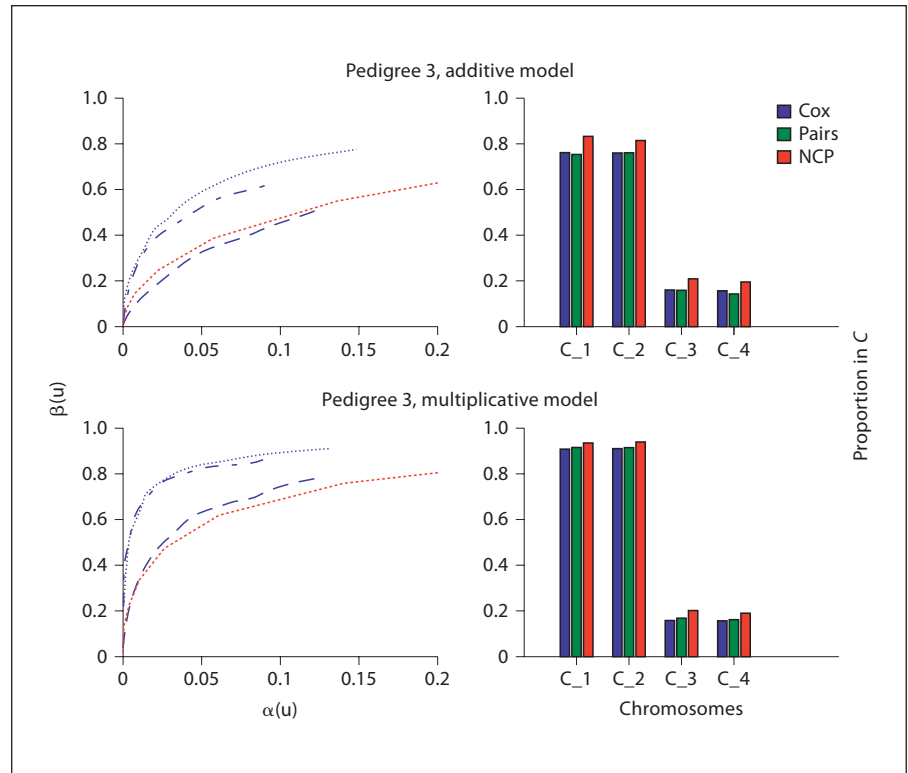 Pedigree 3, additive model
1.0
0.8
0.6
0.4
0.2
0
0
0.05
0.1
0.15
0.2
1.0
0.8
0.6
0.4
0.2
0
C_1
C_2
C_3
C_4
Cox
Pairs
NCP
β(u)
Proportion in C
Pedigree 3, multiplicative model
1.0
0.8
0.6
0.4
0.2
0
0
0.05
0.1
0.15
0.2
α(u)
1.0
0.8
0.6
0.4
0.2
0
C_1
C_2
C_3
C_4
Chromosomes